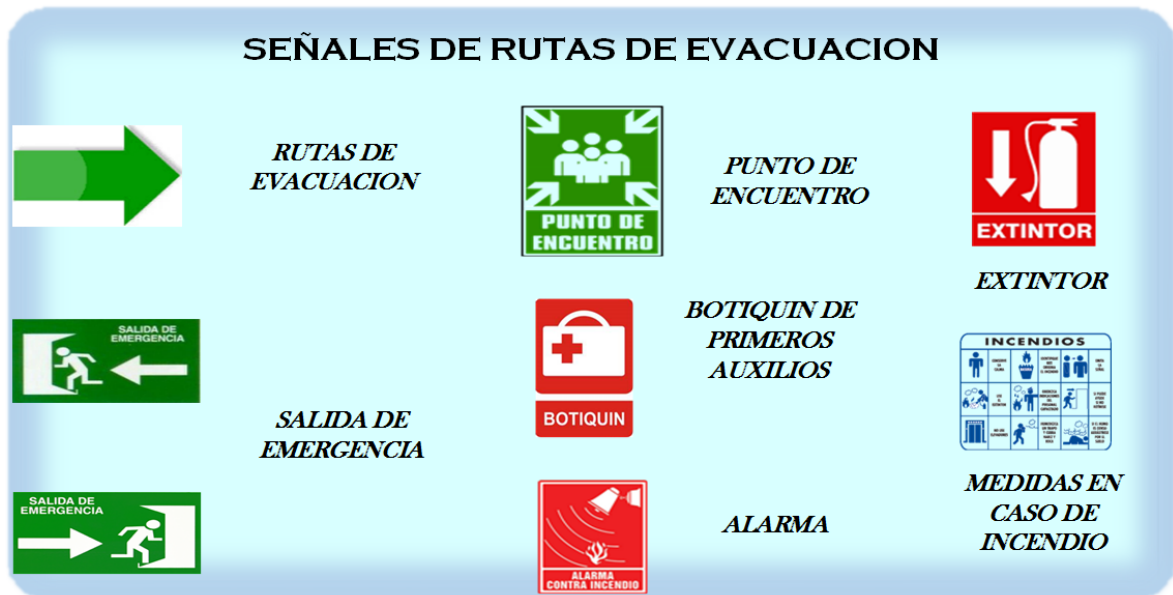 SEÑALES DE RUTAS DE EVACUACION
RUTAS DE
EVACUACION
PUNTO DE
ENCUENTRO
PUNTO DE
ENCUENTRO
EXTINTOR
EXTINTOR
SALIDA DE
EMERGENCIA
SALIDA DE
EMERGENCIA
SALIDA DE
EMERGENCIA
BOTIQUIN
BOTIQUIN DE
PRIMEROS
AUXILIOS
ALARMA
CONTRA INCENDIO
ALARMA
INCENDIOS
MEDIDAS EN
CASO DE
INCENDIO